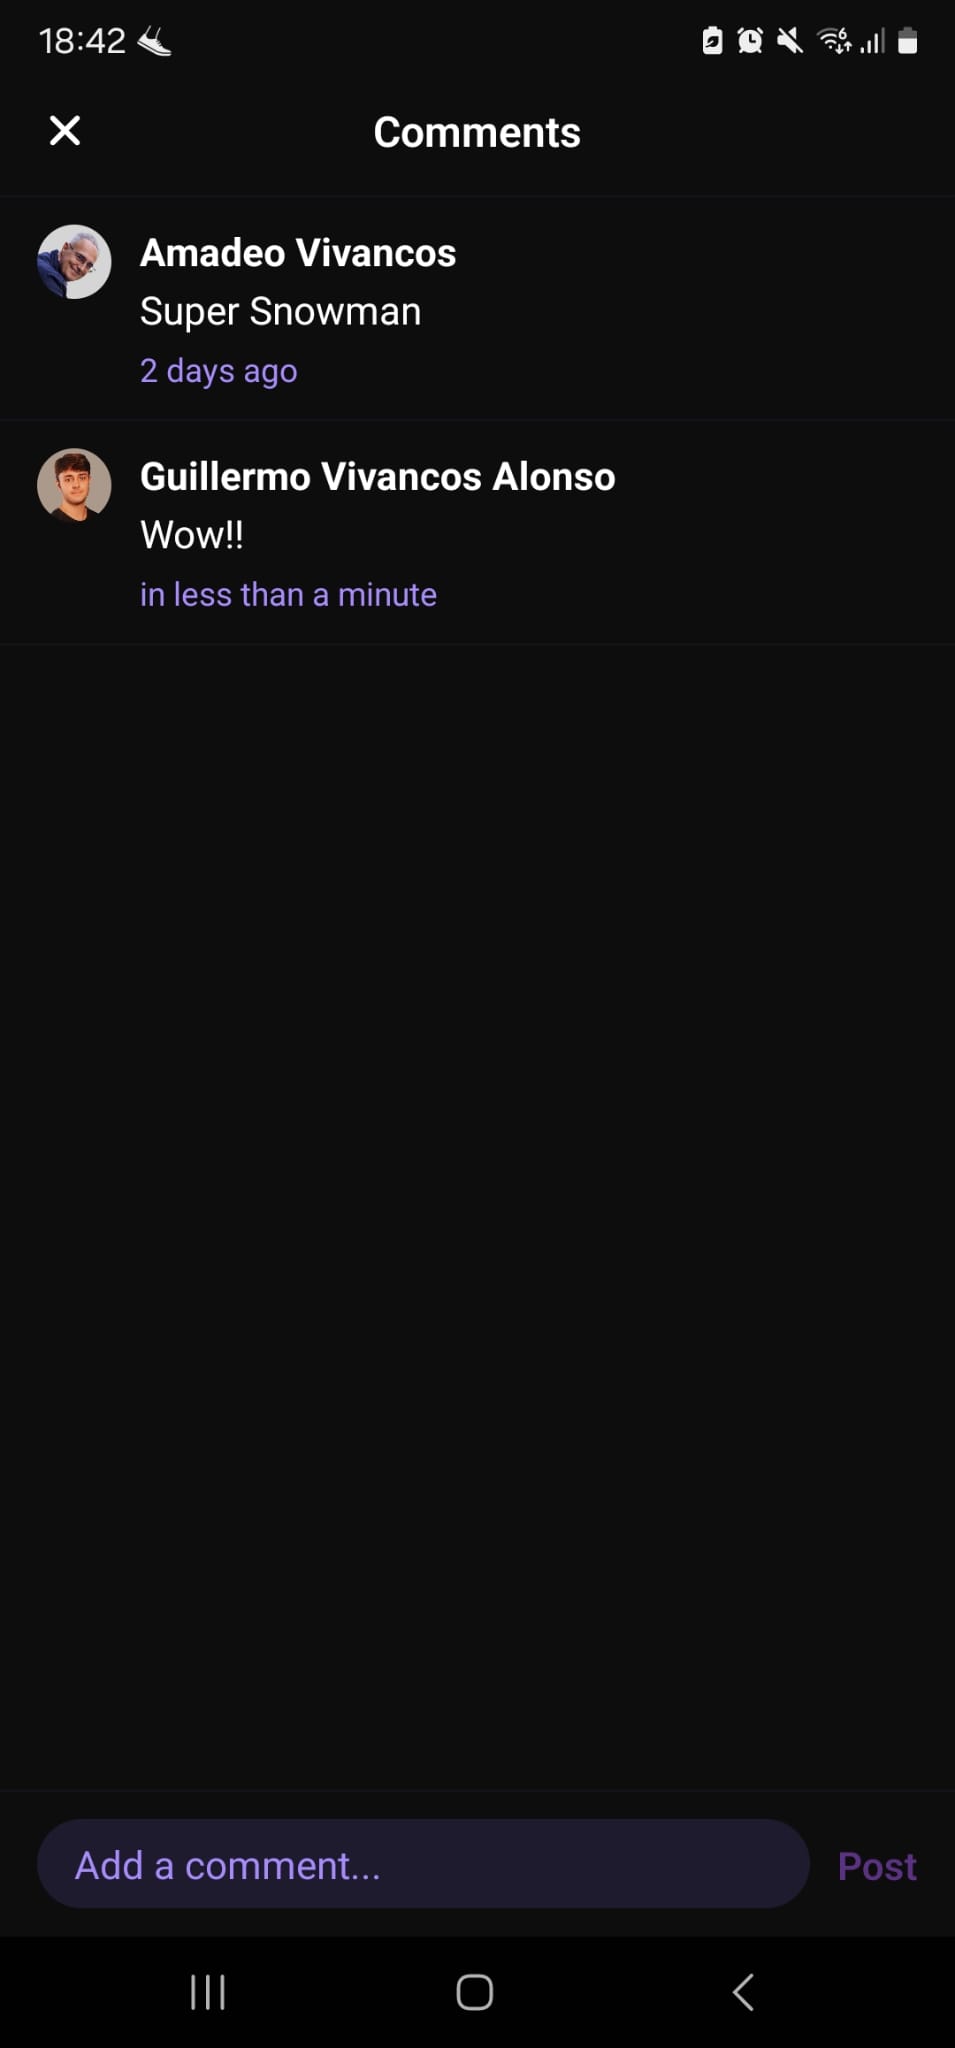 18:42
Comments
Amadeo Vivancos
Super Snowman
2 days ago
Guillermo Vivancos Alonso
Wow!!
in less than a minute
Add a comment...
Post